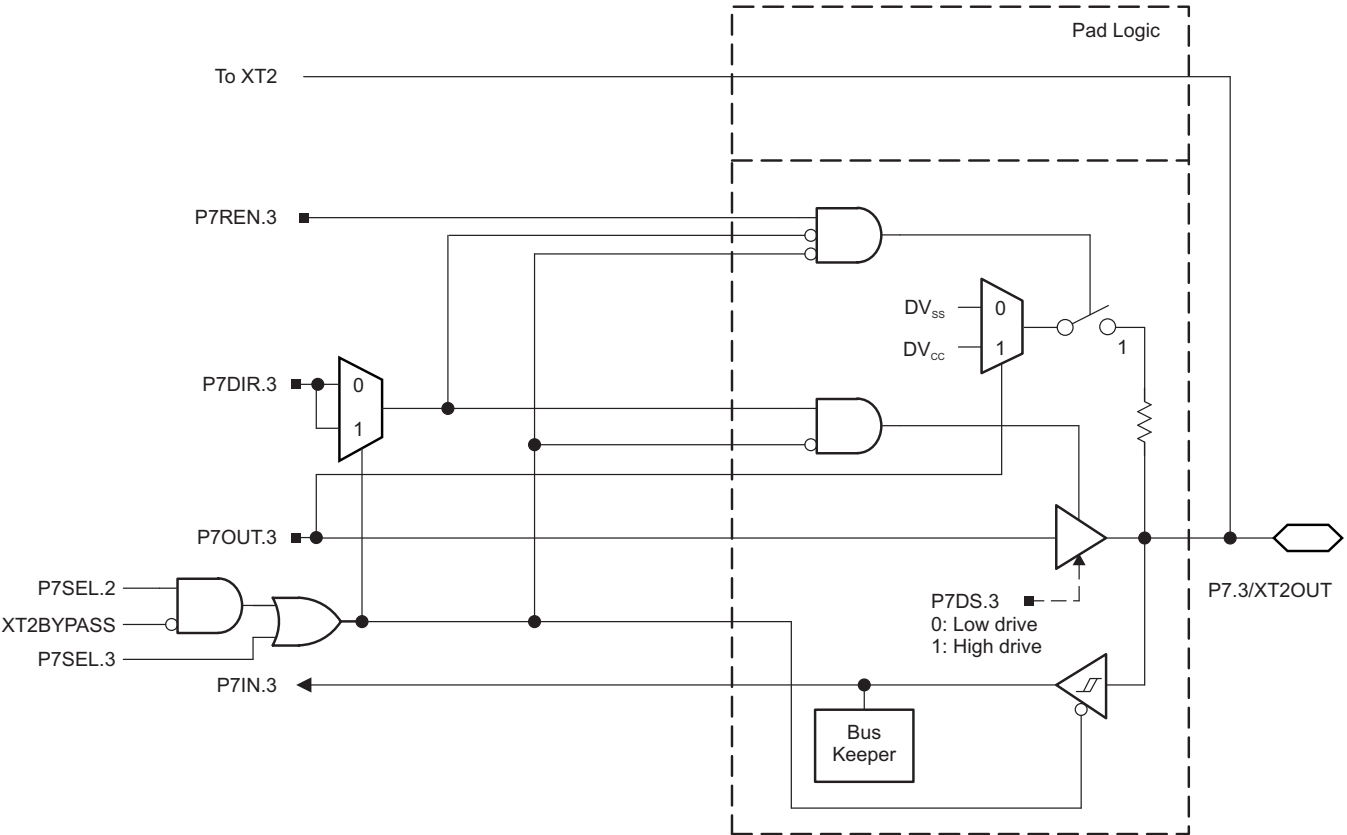 Pad Logic
To XT2
P7REN.3
DVSS
0
DVCC
1
1
P7DIR.3
0
1
P7OUT.3
P7SEL.2
XT2BYPASS
P7SEL.3
P7DS.3
0: Low drive
1: High drive
P7.3/XT2OUT
P7IN.3
Bus
Keeper